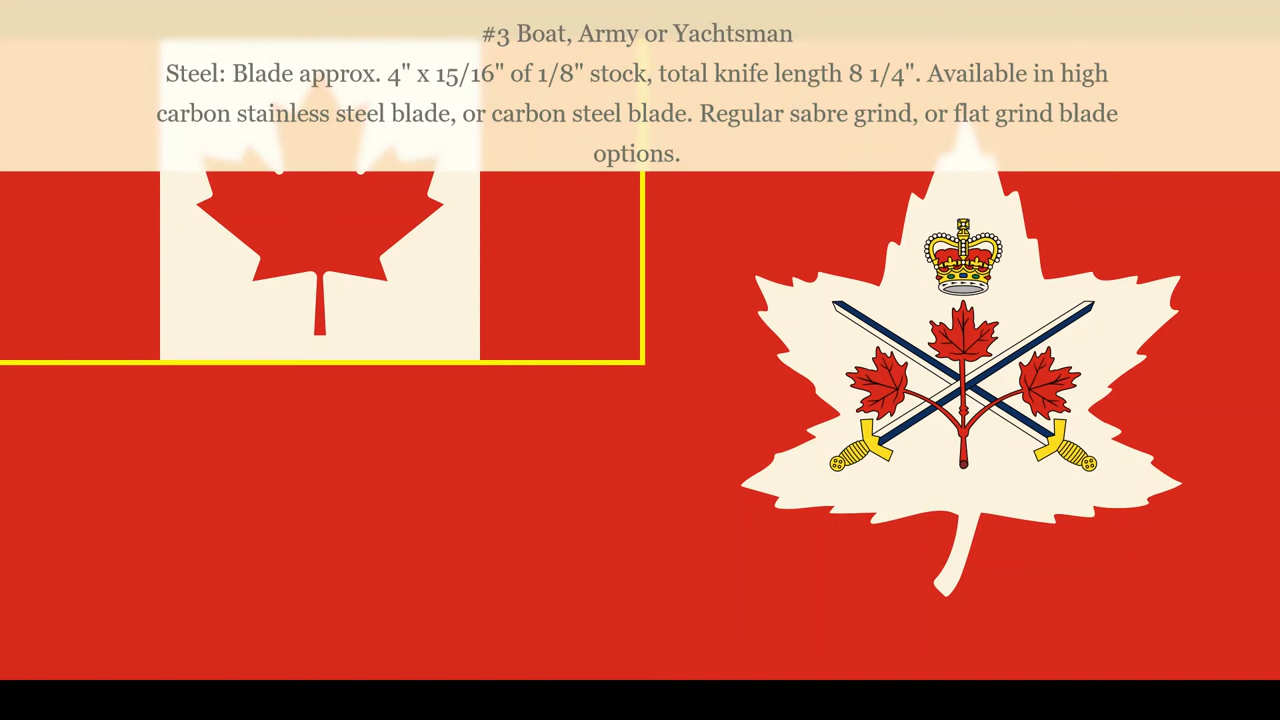 #3 Boat, Army or Yachtsman
Steel: Blade approx. 4" x 15/16" of 1/8" stock, total knife length 8 1/4". Available in high
carbon stainless steel blade, or carbon steel blade. Regular sabre grind, or flat grind blade
options.